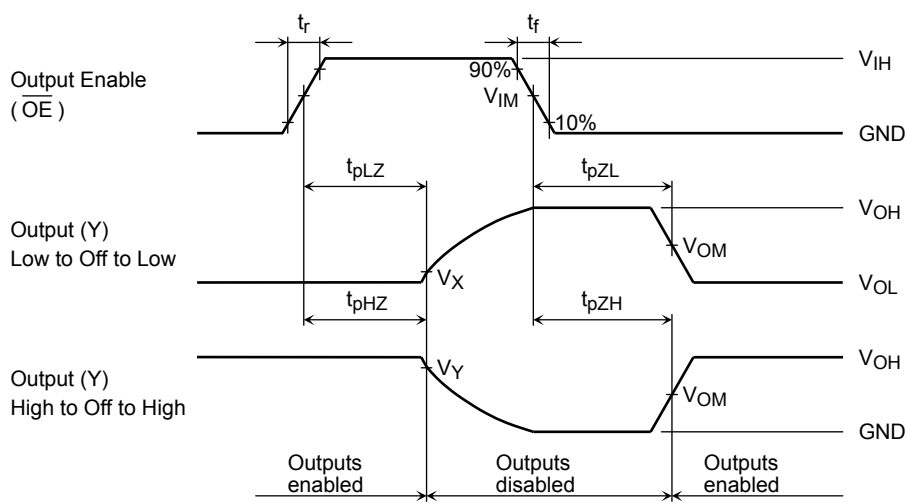 tr
tf
Output Enable
( OE )
90%
VIH
VIM
10%
GND
tpLZ
tpZL
Output (Y)
Low to Off to Low
VOH
VOM
VX
VOL
tpHZ
tpZH
Output (Y)
High to Off to High
VY
VOH
VOM
GND
Outputs
enabled
Outputs
disabled
Outputs
enabled